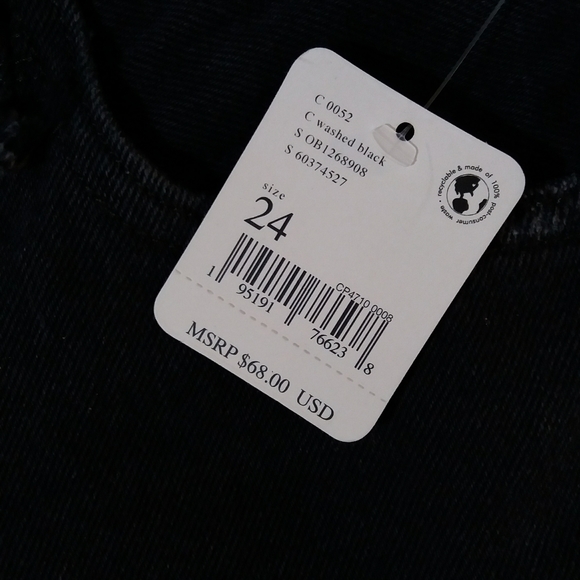 C 0052
C washed black
S OB1268908
S 60374527
recyclable & made of 100% post-consumer waste
size
24
CP4710 0008
1 95191 76623 8
MSRP $68.00 USD